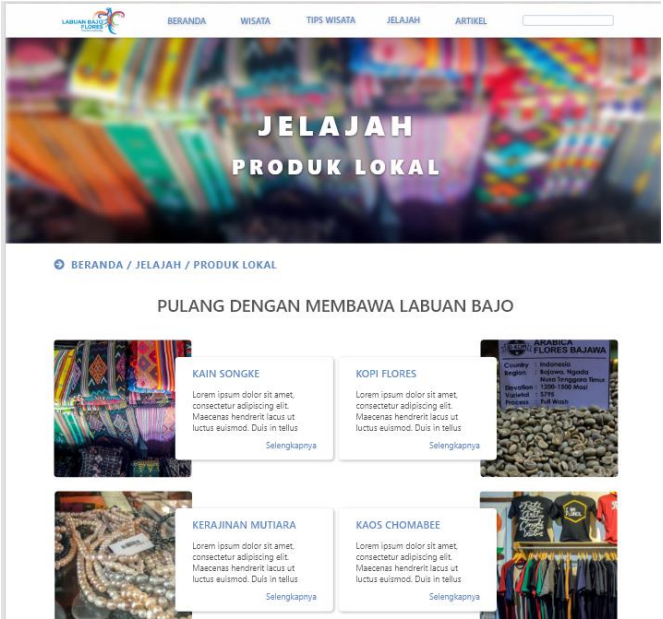 LABUAN BAJO
FLORES
BERANDA
WISATA
TIPS WISATA
JELAJAH
ARTIKEL
JELAJAH
PRODUK LOKAL
BERANDA / JELAJAH / PRODUK LOKAL
PULANG DENGAN MEMBAWA LABUAN BAJO
KAIN SONGKE
Lorem ipsum dolor sit amet,
consectetur adipiscing elit.
Maecenas hendrerit lacus ut
luctus euismod. Duis in tellus
Selengkapnya
KOPI FLORES
Lorem ipsum dolor sit amet,
consectetur adipiscing elit.
Maecenas hendrerit lacus ut
luctus euismod. Duis in tellus
Selengkapnya
ARABICA
FLORES BAJAWA
Country : Indonesia
Region : Bajawa, Ngada
Nusa Tenggara Timur
Elevation : 1200-1800 Masl
Varietal : S795
Process : Full Wash
KERAJINAN MUTIARA
Lorem ipsum dolor sit amet,
consectetur adipiscing elit.
Maecenas hendrerit lacus ut
luctus euismod. Duis in tellus
Selengkapnya
KAOS CHOMABEE
Lorem ipsum dolor sit amet,
consectetur adipiscing elit.
Maecenas hendrerit lacus ut
luctus euismod. Duis in tellus
Selengkapnya
FLORES